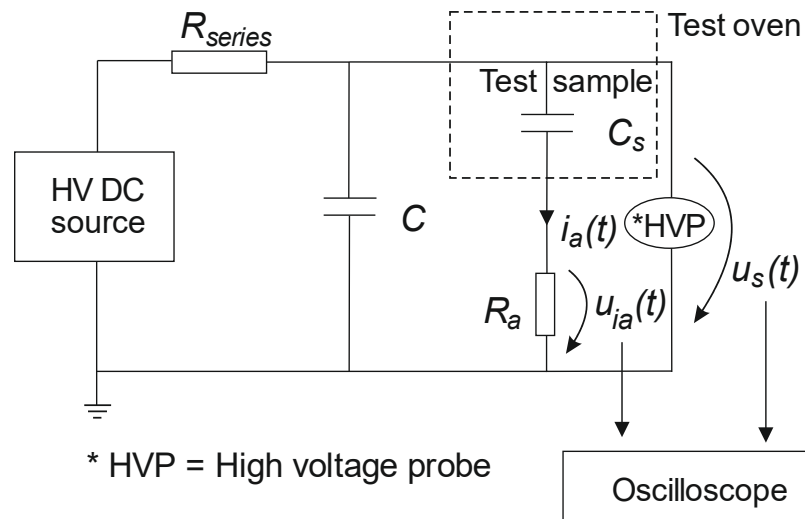 R_series
Test oven
Test sample
C_s
HV DC
source
C
i_a(t)
*HVP
u_s(t)
R_a
u_ia(t)
* HVP = High voltage probe
Oscilloscope